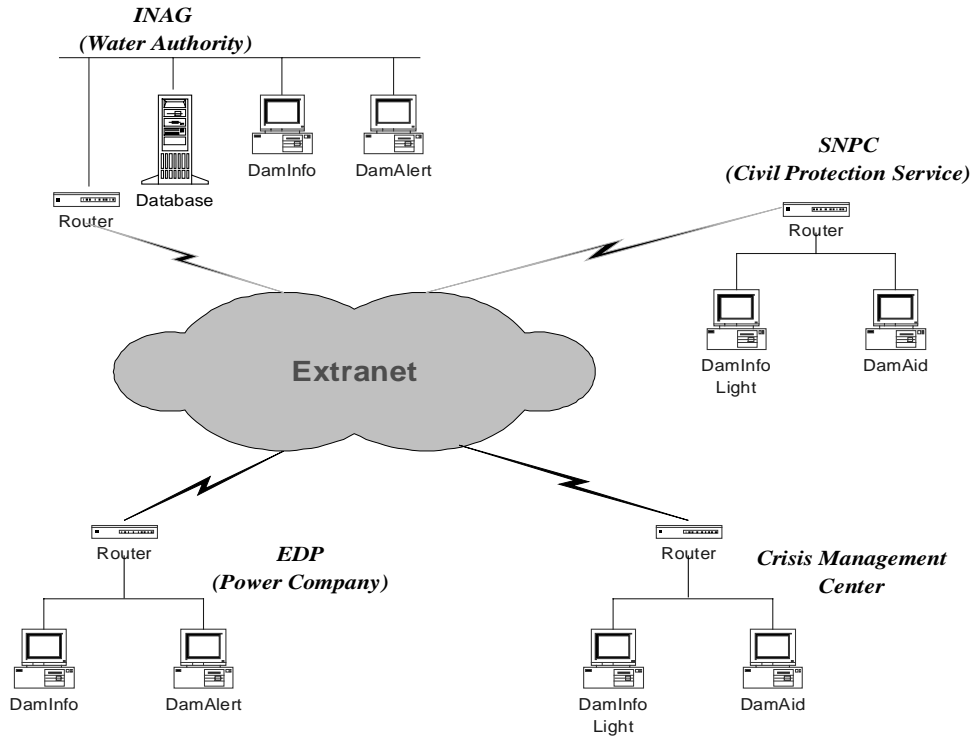 INAG
(Water Authority)
DamInfo
DamAlert
Database
Router
SNPC
(Civil Protection Service)
Router
DamInfo
Light
DamAid
Extranet
Router
EDP
(Power Company)
DamInfo
DamAlert
Router
Crisis Management
Center
DamInfo
Light
DamAid